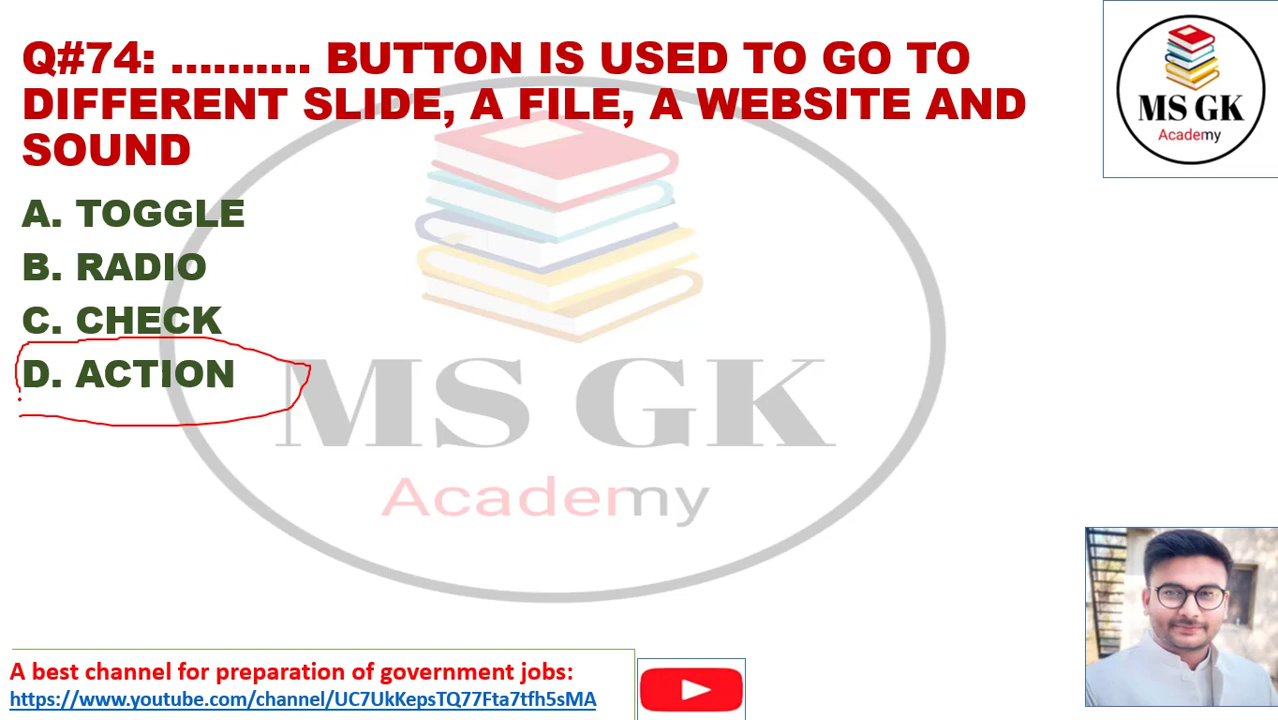 Q#74: .......... BUTTON IS USED TO GO TO
DIFFERENT SLIDE, A FILE, A WEBSITE AND
SOUND
A. TOGGLE
B. RADIO
C. CHECK
D. ACTION
MS GK
Academy
MS GK
Academy
A best channel for preparation of government jobs:
https://www.youtube.com/channel/UC7UkKepsTQ77Fta7tfh5sMA